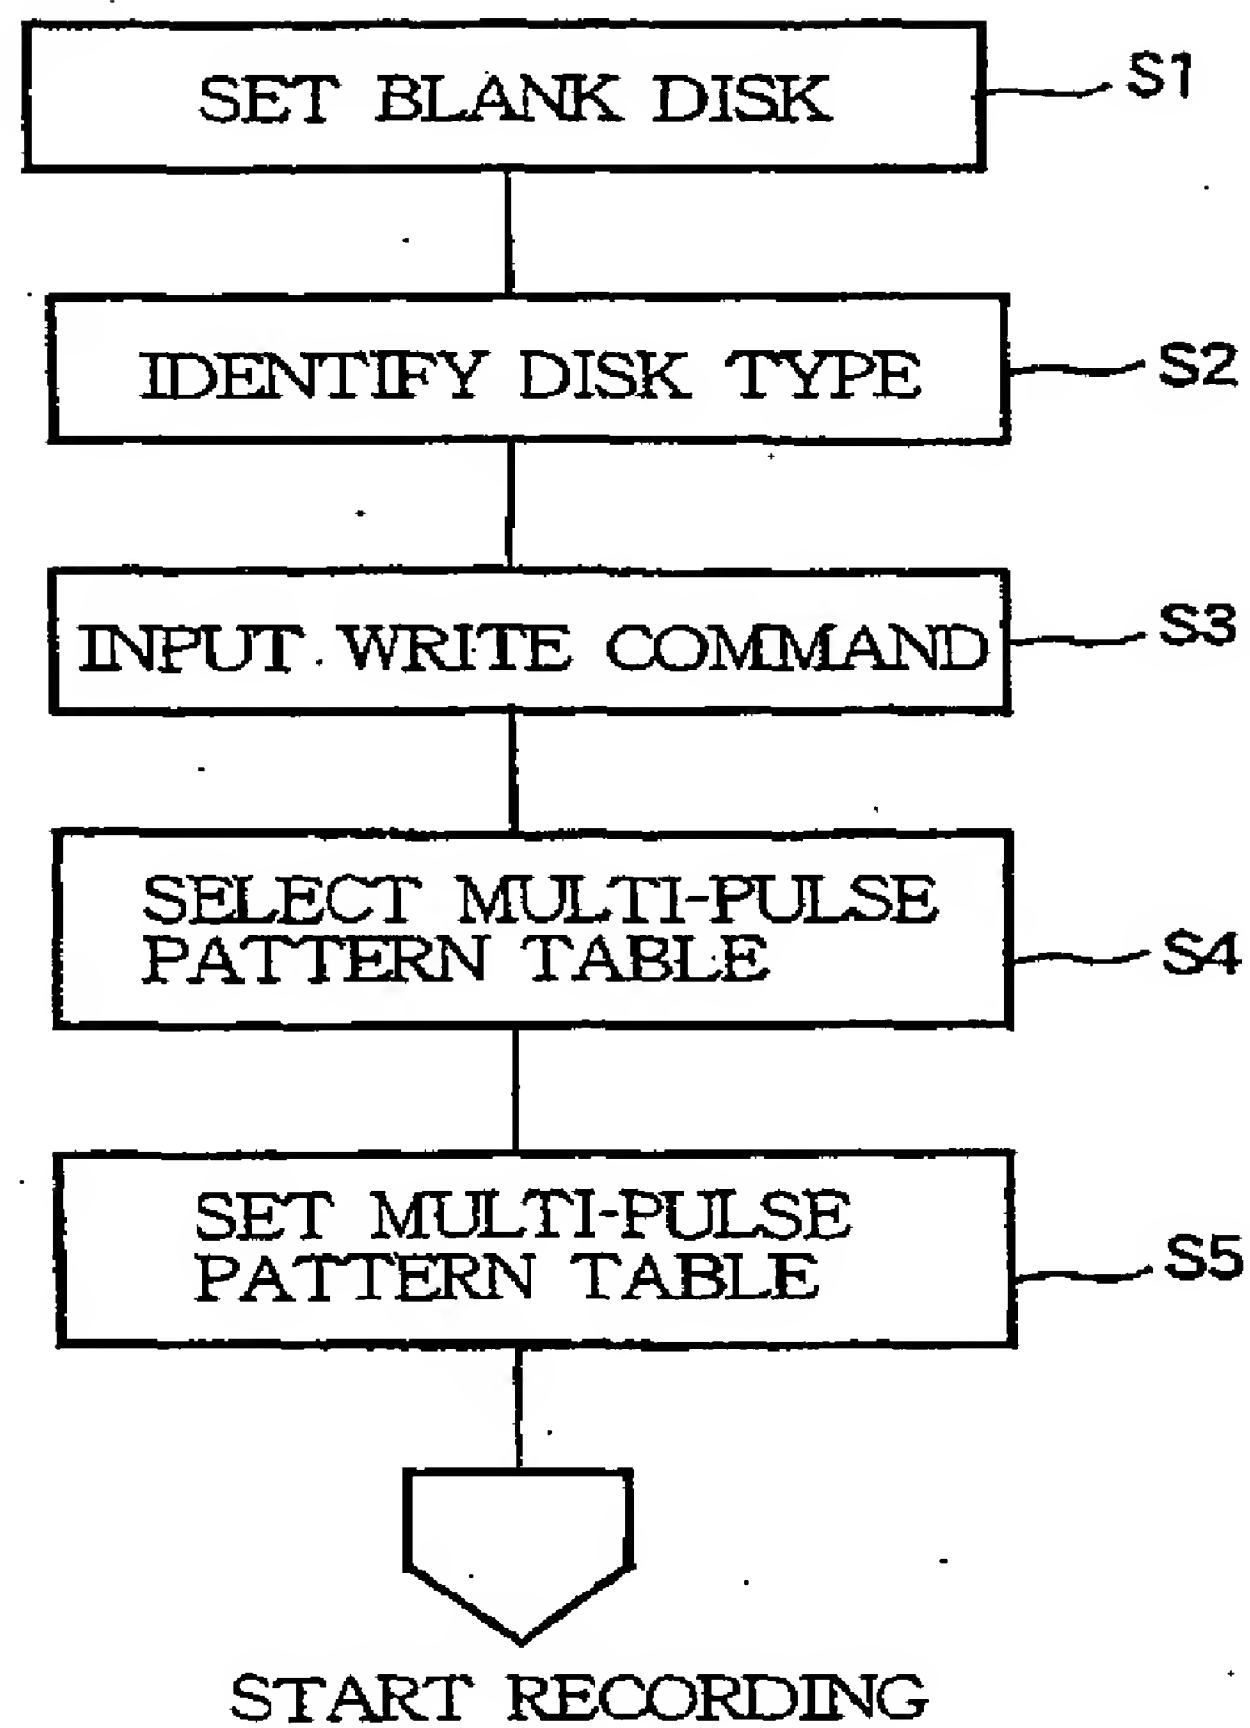 SET BLANK DISK
S1
IDENTIFY DISK TYPE
S2
INPUT WRITE COMMAND
S3
SELECT MULTI-PULSE
PATTERN TABLE
S4
SET MULTI-PULSE
PATTERN TABLE
S5
START RECORDING